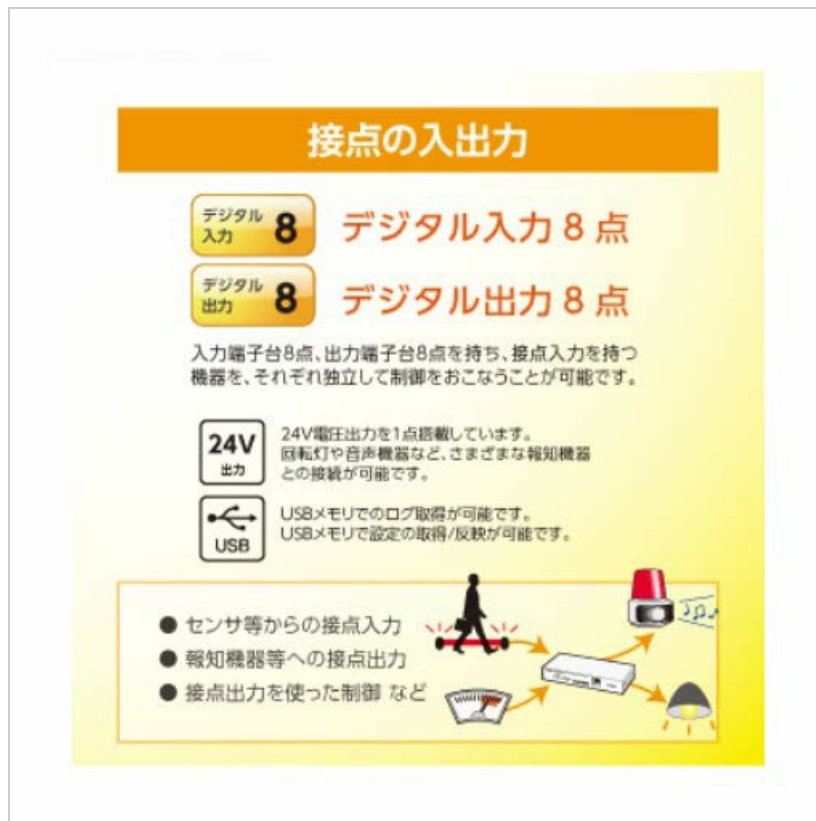 接点の入出力
デジタル
入力 8
デジタル入力 8 点
デジタル
出力 8
デジタル出力 8 点
入力端子台8点、出力端子台8点を持ち、接点入力を持つ
機器を、それぞれ独立して制御をおこなうことが可能です。
24V
出力
24V電圧出力を1点搭載しています。
回転灯や音声機器など、さまざまな報知機器
との接続が可能です。
USB
USBメモリでのログ取得が可能です。
USBメモリで設定の取得/反映が可能です。
● センサ等からの接点入力
● 報知機器等への接点出力
● 接点出力を使った制御 など